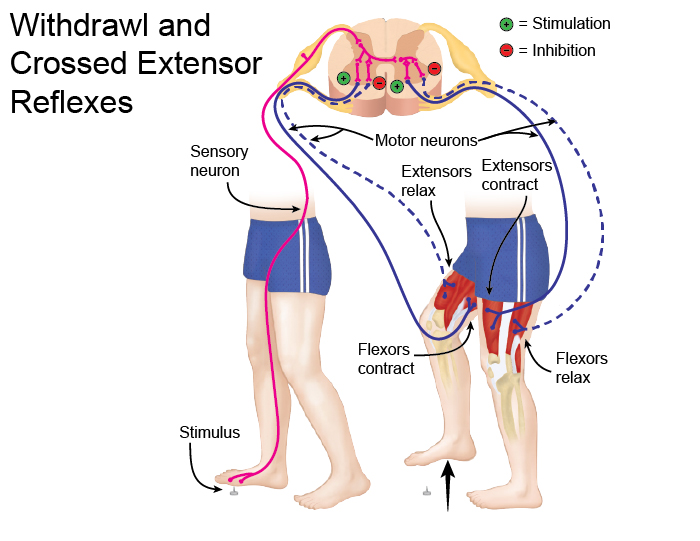 Withdrawl and
Crossed Extensor
Reflexes
+ = Stimulation
− = Inhibition
+ − + −
Motor neurons
Sensory
neuron
Extensors
relax
Extensors
contract
Flexors
contract
Flexors
relax
Stimulus